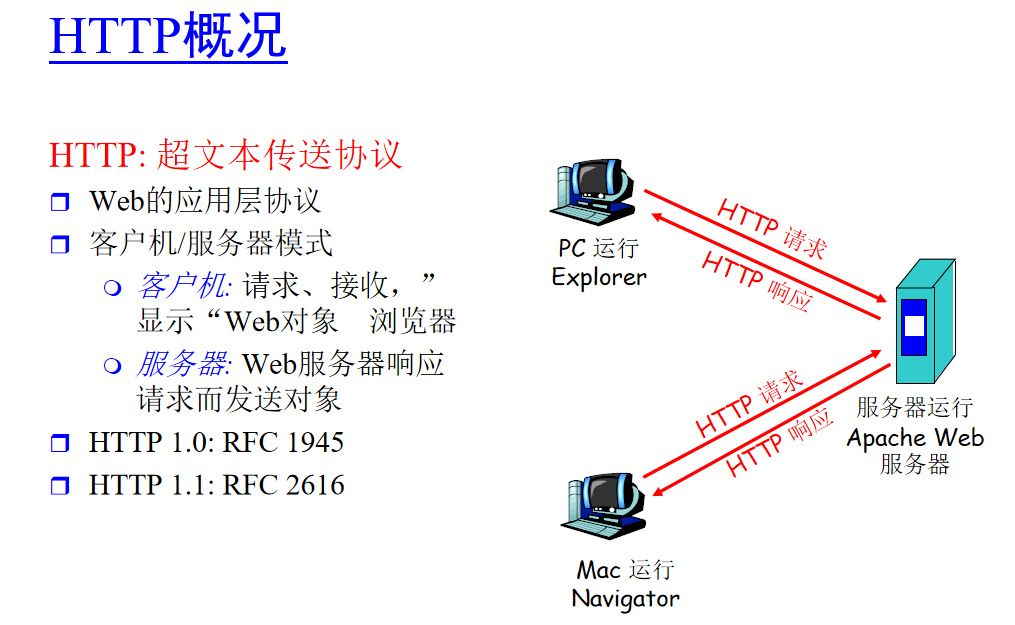 HTTP概况
HTTP: 超文本传送协议
Web的应用层协议
客户机/服务器模式
客户机: 请求、接收，”
显示“Web对象 浏览器
服务器: Web服务器响应
请求而发送对象
HTTP 1.0: RFC 1945
HTTP 1.1: RFC 2616
PC 运行
Explorer
HTTP 请求
HTTP 响应
HTTP 请求
HTTP 响应
服务器运行
Apache Web
服务器
Mac 运行
Navigator